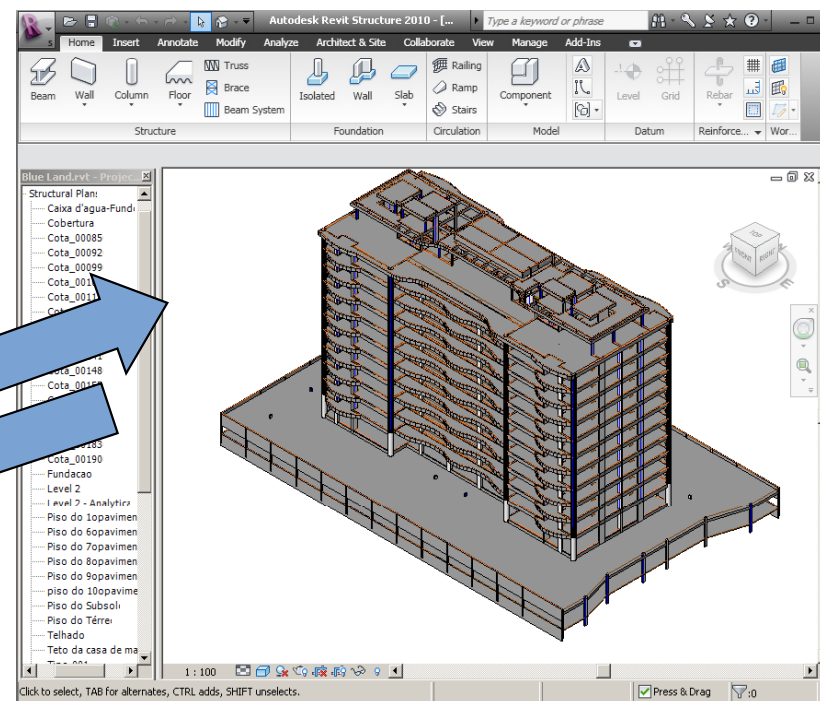 Autodesk Revit Structure 2010 - [... Type a keyword or phrase
Home Insert Annotate Modify Analyze Architect & Site Collaborate View Manage Add-Ins
Beam Wall Column Floor Truss Brace Beam System
Isolated Wall Slab
Railing Ramp Stairs
Component
Level Grid
Rebar
Structure Foundation Circulation Model Datum Reinforce... Wor...
Blue Land.rvt - Projec...
Structural Plans
Caixa d'agua-Fund
Cobertura
Cota_00085
Cota_00092
Cota_00099
Cota_001
Cota_0011
Cota_00148
Cota_0015
Cota_00183
Cota_00190
Fundacao
Level 2
Level 2 - Analytica
Piso do 1opavimen
Piso do 6opavimen
Piso do 7opavimen
Piso do 8opavimen
Piso do 9opavimen
piso do 10opavime
Piso do Subsol
Piso do Térre
Telhado
Teto da casa de ma
TOP
FRONT RIGHT
S E
1 : 100
Click to select, TAB for alternates, CTRL adds, SHIFT unselects.
Press & Drag :0